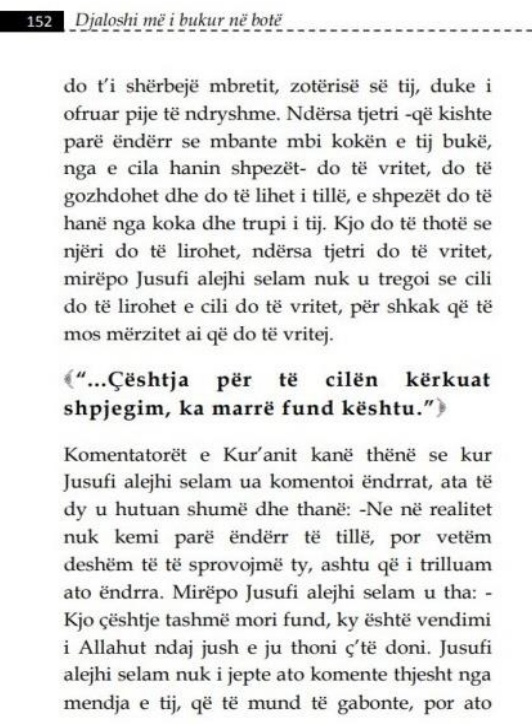 152 Djaloshi më i bukur në botë
do t'i shërbejë mbretit, zotërisë së tij, duke i
ofruar pije të ndryshme. Ndërsa tjetri -që kishte
parë ëndërr se mbante mbi kokën e tij bukë,
nga e cila hanin shpezët- do të vritet, do të
gozhdohet dhe do të lihet i tillë, e shpezët do të
hanë nga koka dhe trupi i tij. Kjo do të thotë se
njëri do të lirohet, ndërsa tjetri do të vritet,
mirëpo Jusufi alejhi selam nuk u tregoi se cili
do të lirohet e cili do të vritet, për shkak që të
mos mërzitet ai që do të vritej.
﴾“...Çështja për të cilën kërkuat
shpjegim, ka marrë fund kështu.”﴿
Komentatorët e Kur’anit kanë thënë se kur
Jusufi alejhi selam ua komentoi ëndrrat, ata të
dy u hutuan shumë dhe thanë: -Ne në realitet
nuk kemi parë ëndërr të tillë, por vetëm
deshëm të të sprovojmë ty, ashtu që i trilluam
ato ëndrra. Mirëpo Jusufi alejhi selam u tha: -
Kjo çështje tashmë mori fund, ky është vendimi
i Allahut ndaj jush e ju thoni ç’të doni. Jusufi
alejhi selam nuk i jepte ato komente thjesht nga
mendja e tij, që të mund të gabonte, por ato